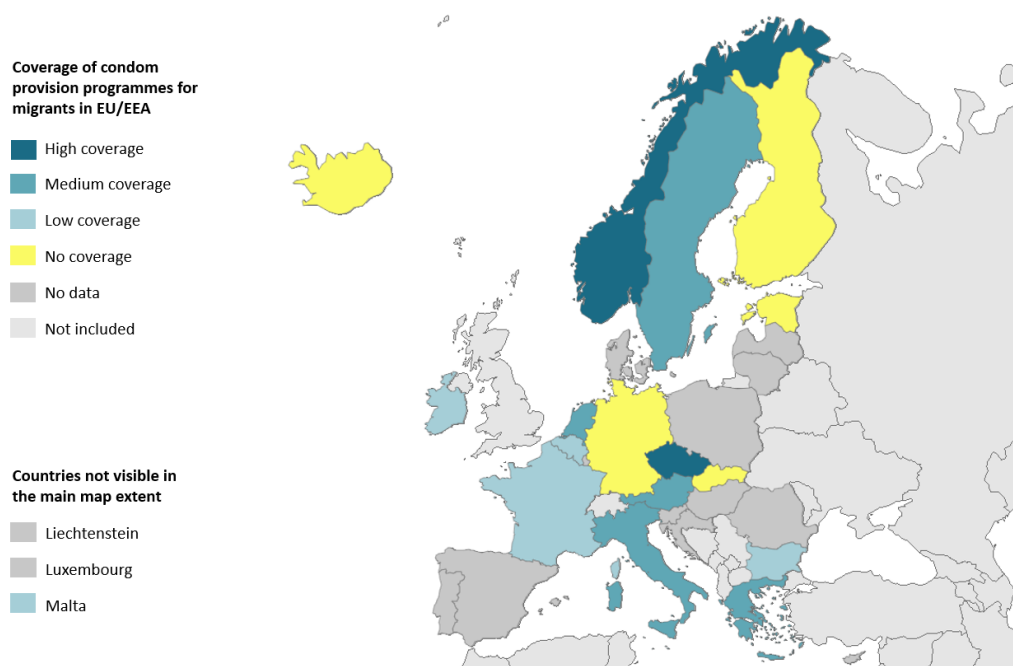 Coverage of condom
provision programmes for
migrants in EU/EEA
High coverage
Medium coverage
Low coverage
No coverage
No data
Not included
Countries not visible in
the main map extent
Liechtenstein
Luxembourg
Malta